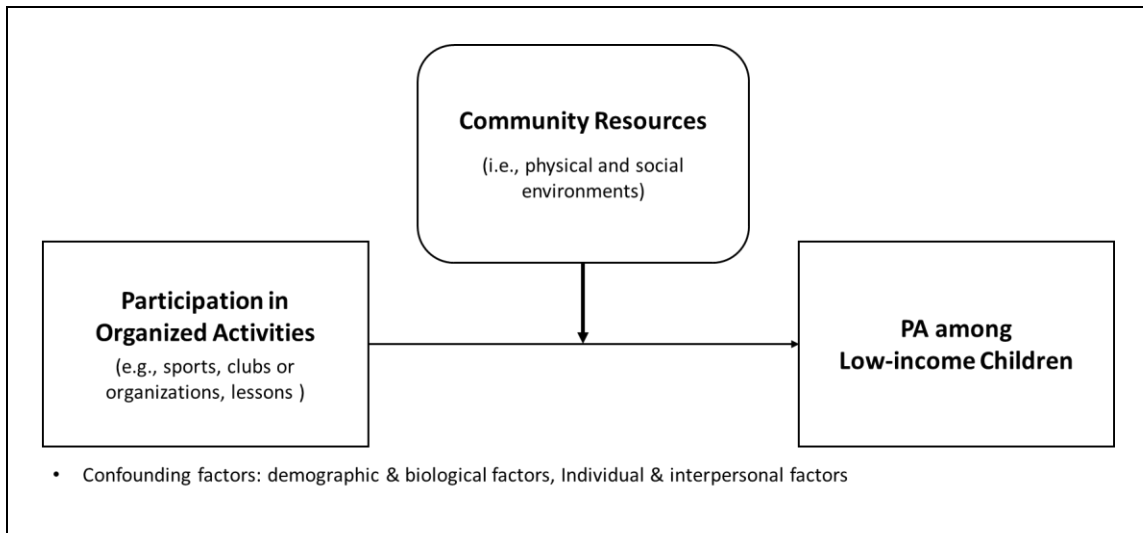 Community Resources
(i.e., physical and social
environments)
Participation in
Organized Activities
(e.g., sports, clubs or
organizations, lessons )
PA among
Low-income Children
• Confounding factors: demographic & biological factors, Individual & interpersonal factors